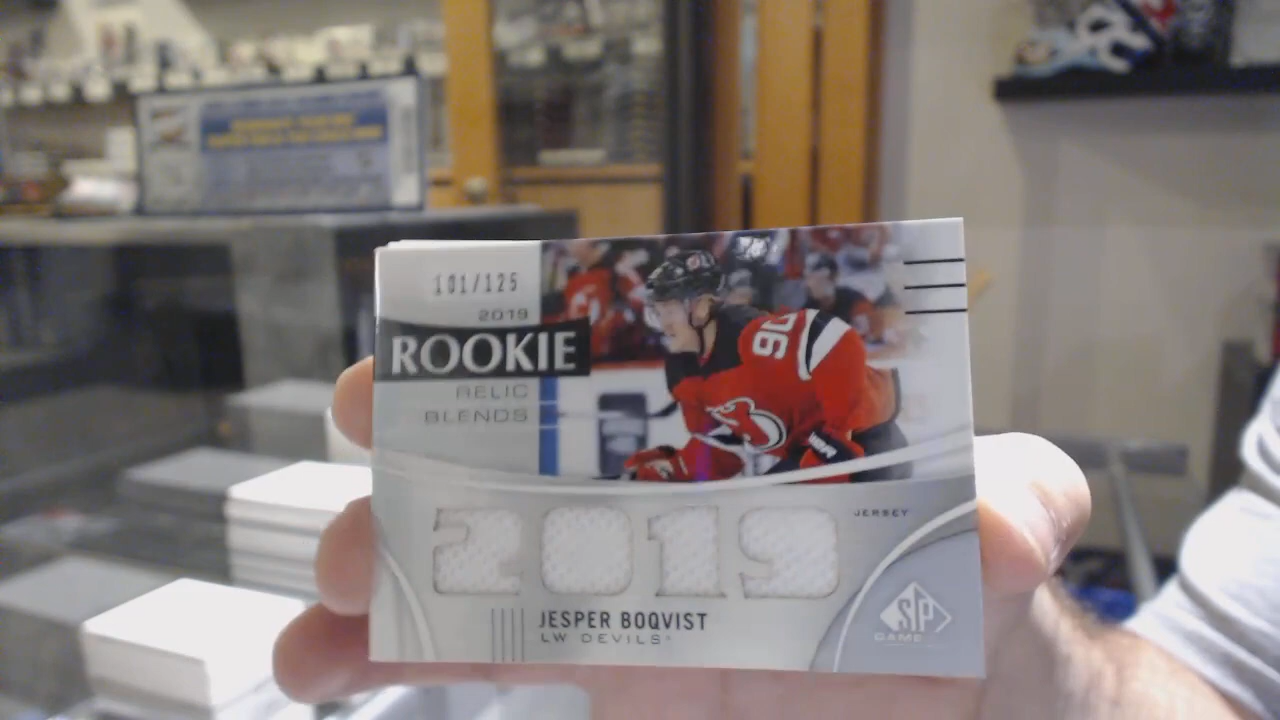 101/125
2019
ROOKIE
RELIC
BLENDS
90
2019
JERSEY
JESPER BOQVIST
LW DEVILS
SP
GAME